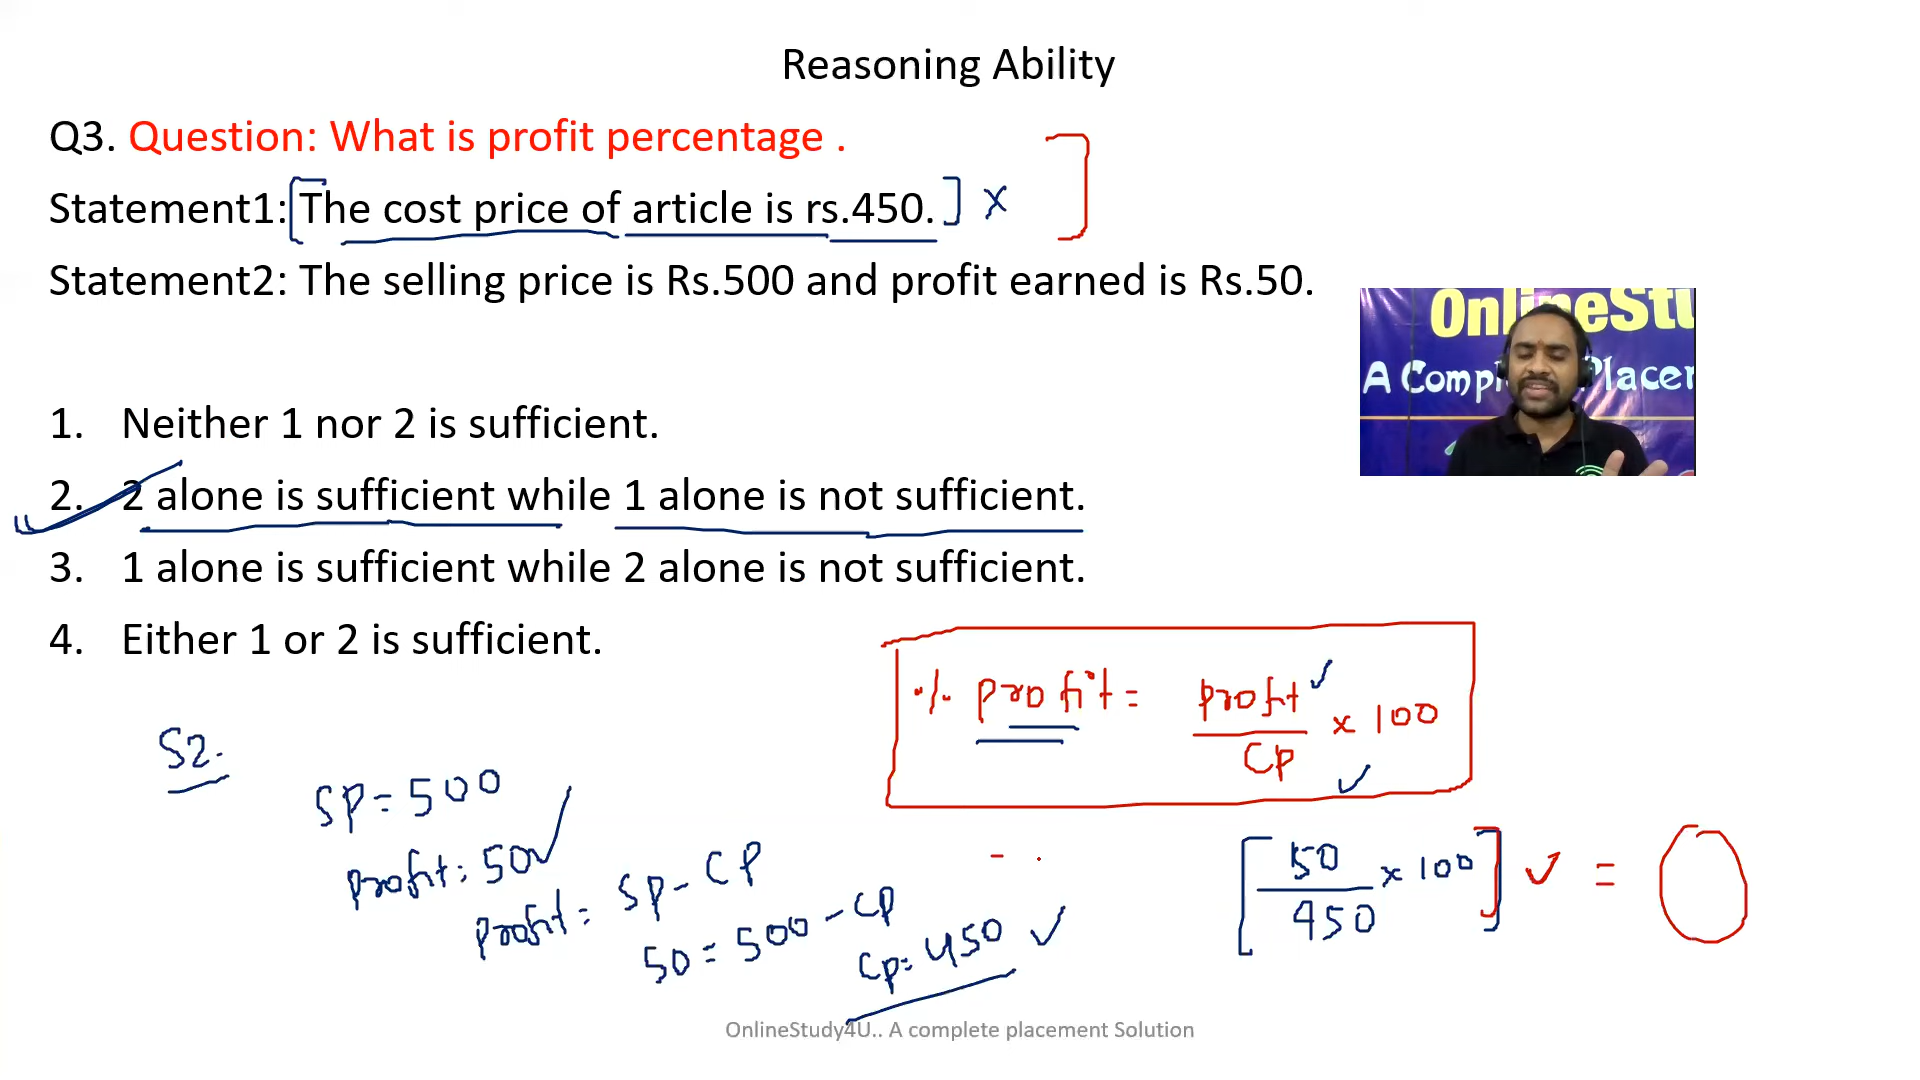 Reasoning Ability
Q3. Question: What is profit percentage .
Statement1: [The cost price of article is rs.450.] x
Statement2: The selling price is Rs.500 and profit earned is Rs.50.
OnlineStu
A Comple Placer
1. Neither 1 nor 2 is sufficient.
2. 2 alone is sufficient while 1 alone is not sufficient.
3. 1 alone is sufficient while 2 alone is not sufficient.
4. Either 1 or 2 is sufficient.
% profit = profit / CP x 100
S2.
SP = 500
profit: 50
profit = SP - CP
50 = 500 - CP
CP = 450
[50 / 450 x 100] =
OnlineStudy4U.. A complete placement Solution